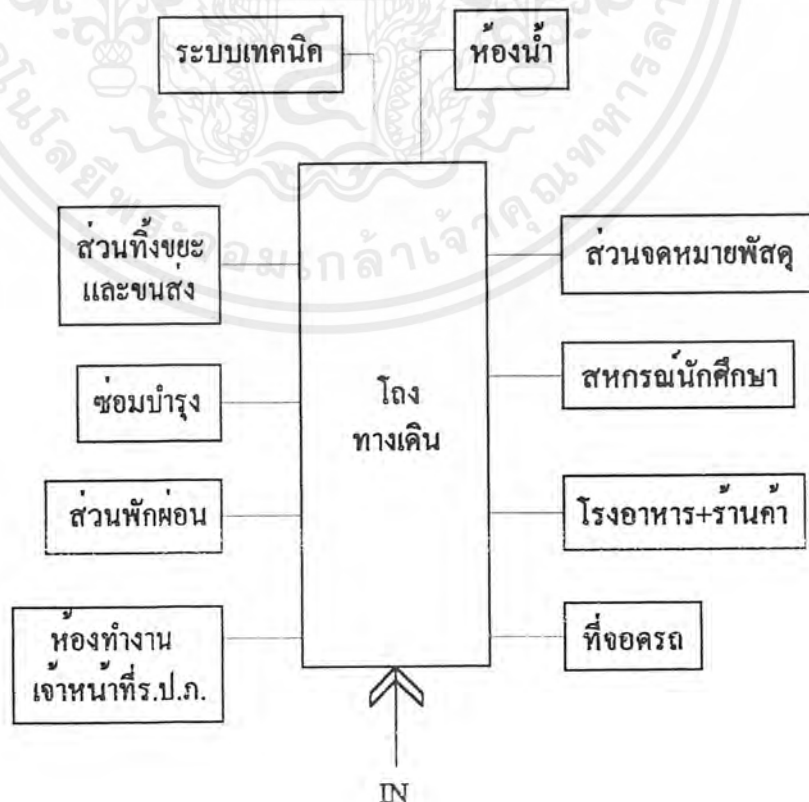 ระบบเทคนิค
ห้องน้ำ
ส่วนทิ้งขยะ
และขนส่ง
ส่วนจดหมายพัสดุ
ซ่อมบำรุง
สหกรณ์นักศึกษา
โถง
ทางเดิน
ส่วนพักผ่อน
โรงอาหาร+ร้านค้า
ห้องทำงาน
เจ้าหน้าที่ร.ป.ภ.
ที่จอดรถ
IN